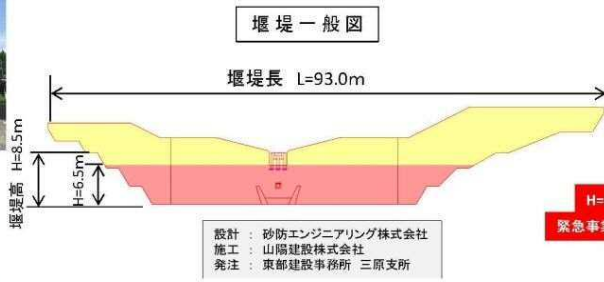 堰堤一般図
堰堤長 L=93.0m
堰堤高 H=8.5m
H=6.5m
設計 : 砂防エンジニアリング株式会社
施工 : 山陽建設株式会社
発注 : 東部建設事務所 三原支所
H=
緊急事業